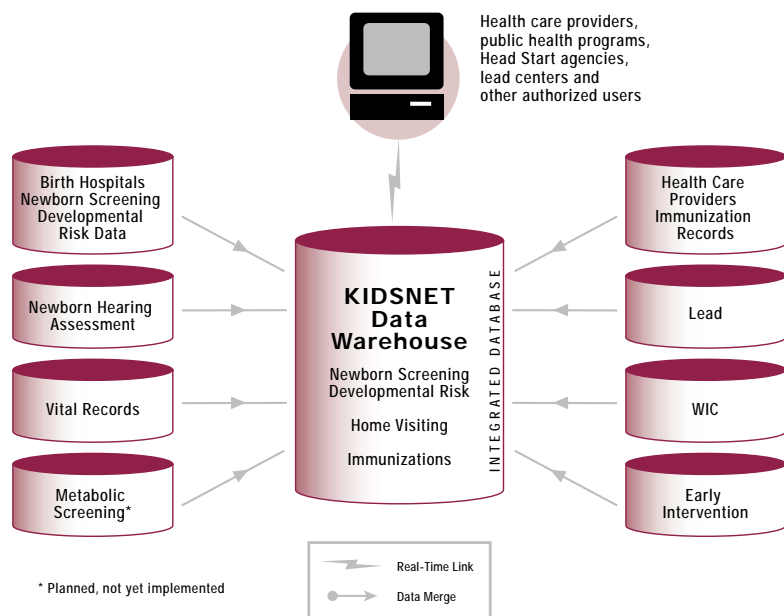 Health care providers,
public health programs,
Head Start agencies,
lead centers and
other authorized users
Birth Hospitals
Newborn Screening
Developmental
Risk Data
Newborn Hearing
Assessment
Vital Records
Metabolic
Screening*
KIDSNET
Data
Warehouse
Newborn Screening
Developmental Risk
Home Visiting
Immunizations
INTEGRATED DATABASE
Health Care
Providers
Immunization
Records
Lead
WIC
Early
Intervention
Real-Time Link
Data Merge
* Planned, not yet implemented